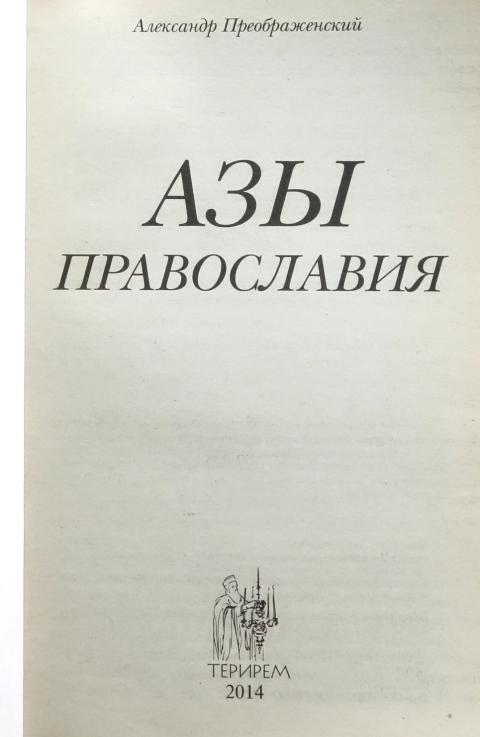 Александр Преображенский
АЗЫ
ПРАВОСЛАВИЯ
ТЕРИРЕМ
2014